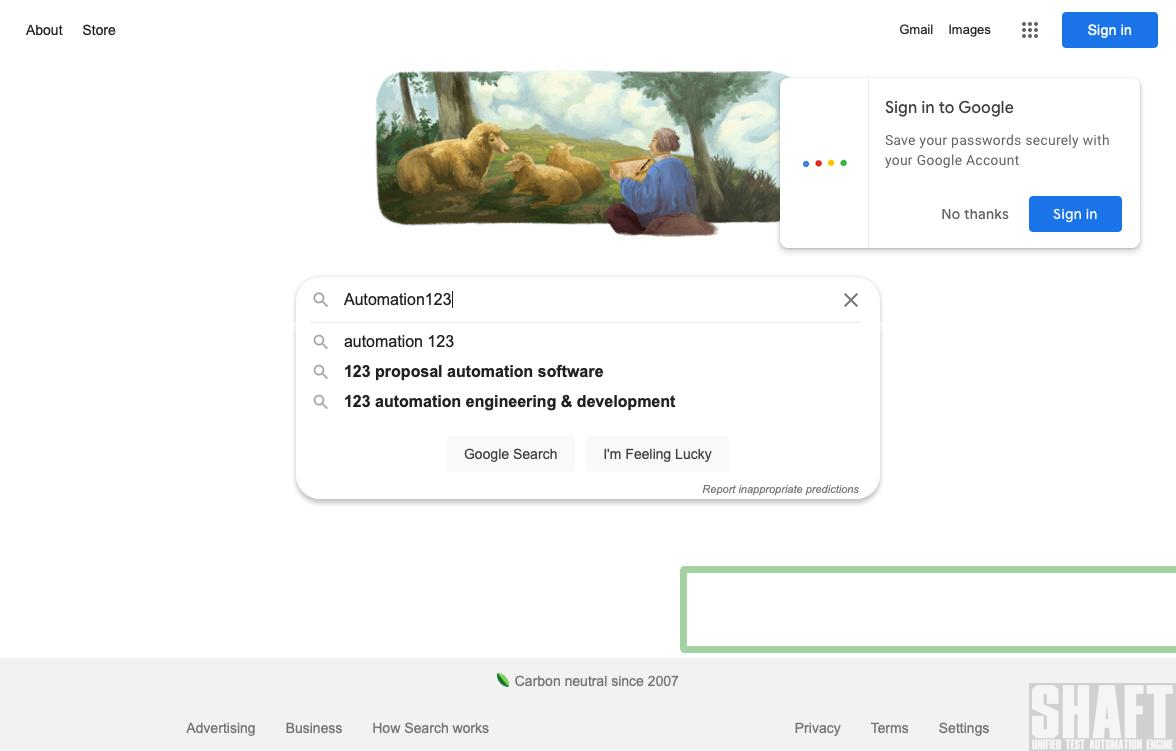 About Store
Gmail Images
Sign in
Sign in to Google
Save your passwords securely with
your Google Account
No thanks
Sign in
Automation123
automation 123
123 proposal automation software
123 automation engineering & development
Google Search
I'm Feeling Lucky
Report inappropriate predictions
Carbon neutral since 2007
Advertising Business How Search works
Privacy Terms Settings
SHAFT
UNIFIED TEST AUTOMATION ENGINE